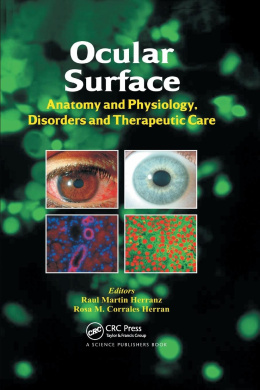 Ocular
Surface
Anatomy and Physiology,
Disorders and Therapeutic Care
Editors
Raul Martin Herranz
Rosa M. Corrales Herran
CRC
CRC Press
Taylor & Francis Group
A SCIENCE PUBLISHERS BOOK